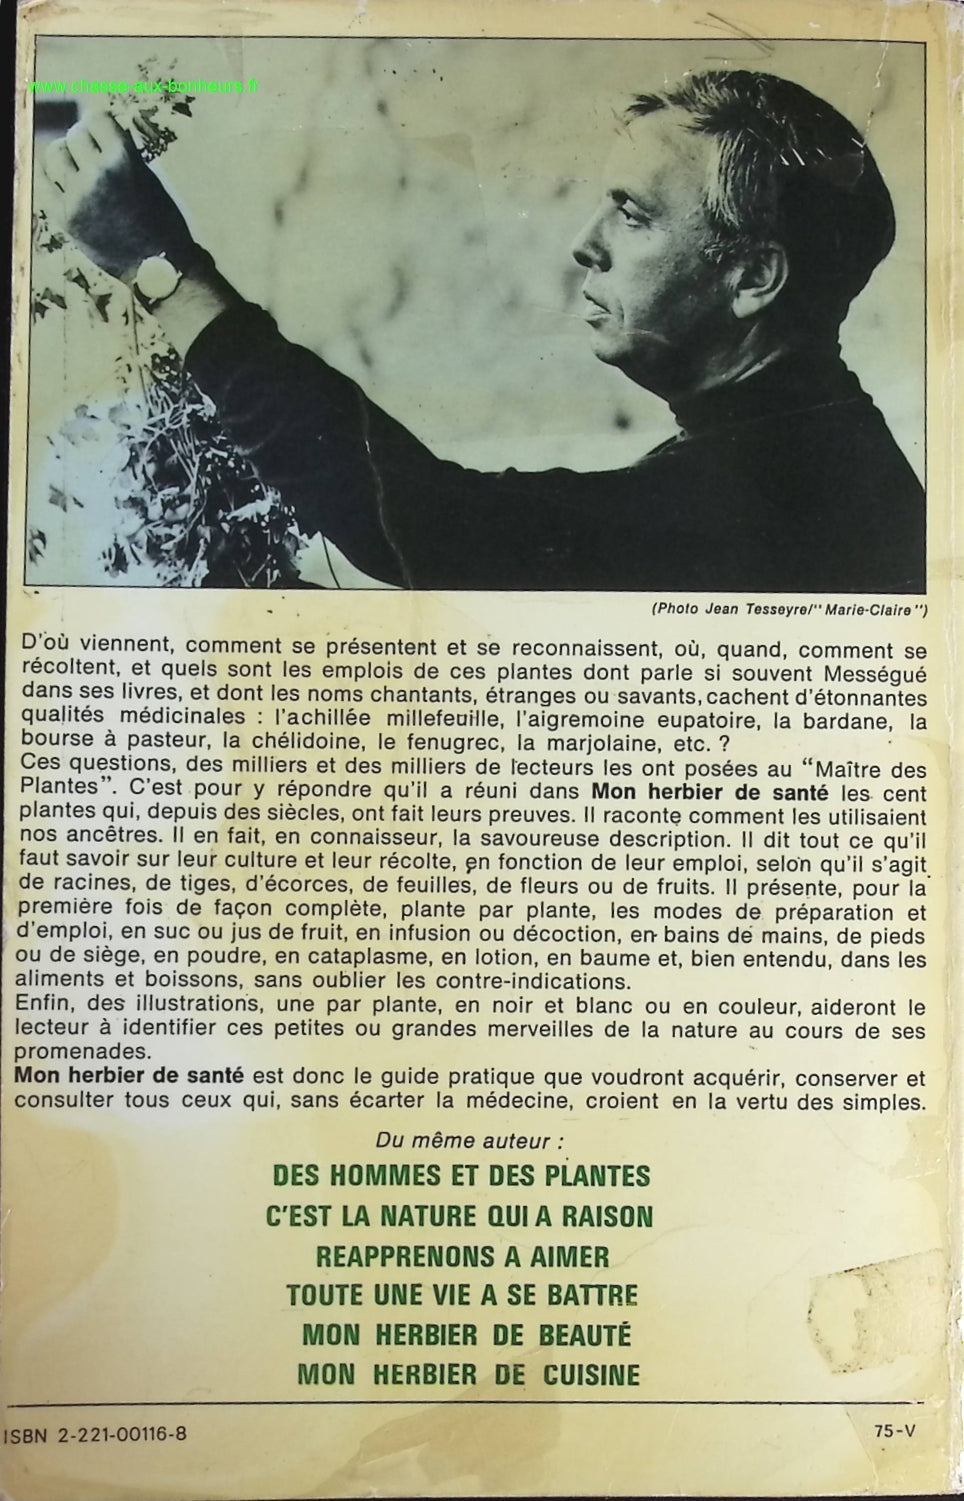 www.chasse-aux-bonheurs.fr
(Photo Jean Tesseyre/"Marie-Claire")
D'où viennent, comment se présentent et se reconnaissent, où, quand, comment se
récoltent, et quels sont les emplois de ces plantes dont parle si souvent Mességué
dans ses livres, et dont les noms chantants, étranges ou savants, cachent d'étonnantes
qualités médicinales : l'achillée millefeuille, l'aigremoine eupatoire, la bardane, la
bourse à pasteur, la chélidoine, le fenugrec, la marjolaine, etc. ?
Ces questions, des milliers et des milliers de lecteurs les ont posées au "Maître des
Plantes". C'est pour y répondre qu'il a réuni dans Mon herbier de santé les cent
plantes qui, depuis des siècles, ont fait leurs preuves. Il raconte comment les utilisaient
nos ancêtres. Il en fait, en connaisseur, la savoureuse description. Il dit tout ce qu'il
faut savoir sur leur culture et leur récolte, en fonction de leur emploi, selon qu'il s'agit
de racines, de tiges, d'écorces, de feuilles, de fleurs ou de fruits. Il présente, pour la
première fois de façon complète, plante par plante, les modes de préparation et
d'emploi, en suc ou jus de fruit, en infusion ou décoction, en bains de mains, de pieds
ou de siège, en poudre, en cataplasme, en lotion, en baume et, bien entendu, dans les
aliments et boissons, sans oublier les contre-indications.
Enfin, des illustrations, une par plante, en noir et blanc ou en couleur, aideront le
lecteur à identifier ces petites ou grandes merveilles de la nature au cours de ses
promenades.
Mon herbier de santé est donc le guide pratique que voudront acquérir, conserver et
consulter tous ceux qui, sans écarter la médecine, croient en la vertu des simples.
Du même auteur :
DES HOMMES ET DES PLANTES
C'EST LA NATURE QUI A RAISON
REAPPRENONS A AIMER
TOUTE UNE VIE A SE BATTRE
MON HERBIER DE BEAUTÉ
MON HERBIER DE CUISINE
ISBN 2-221-00116-8
75-V